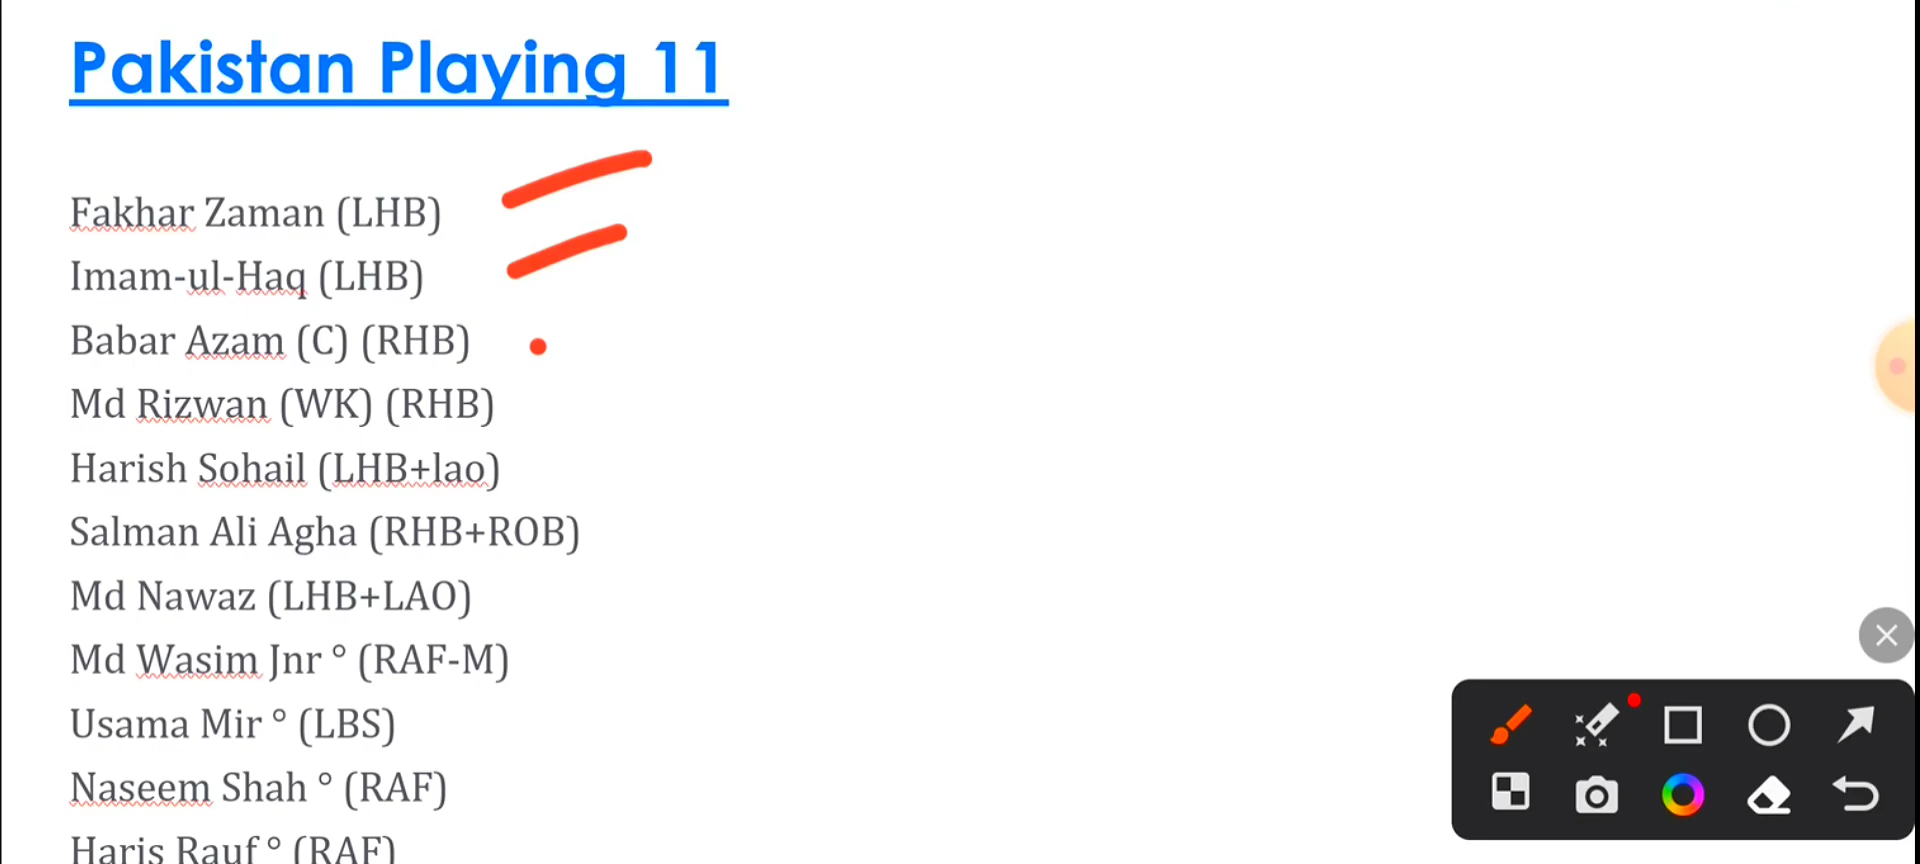 Pakistan Playing 11
Fakhar Zaman (LHB)
Imam-ul-Haq (LHB)
Babar Azam (C) (RHB)
Md Rizwan (WK) (RHB)
Harish Sohail (LHB+lao)
Salman Ali Agha (RHB+ROB)
Md Nawaz (LHB+LAO)
Md Wasim Jnr ° (RAF-M)
Usama Mir ° (LBS)
Naseem Shah ° (RAF)
Haris Rauf ° (RAF)